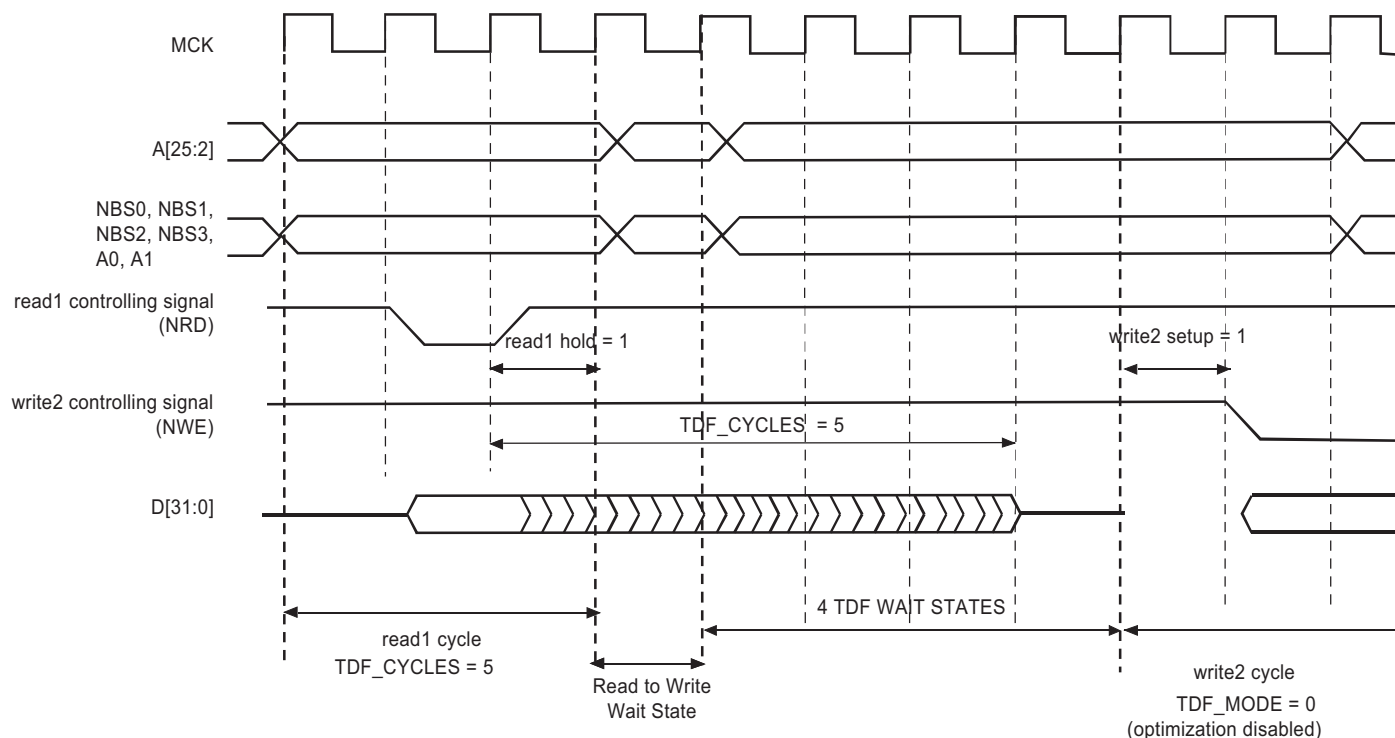 MCK
A[25:2]
NBS0, NBS1,
NBS2, NBS3,
A0, A1
read1 controlling signal
(NRD)
read1 hold = 1
write2 setup = 1
write2 controlling signal
(NWE)
TDF_CYCLES = 5
D[31:0]
4 TDF WAIT STATES
read1 cycle
TDF_CYCLES = 5
Read to Write
Wait State
write2 cycle
TDF_MODE = 0
(optimization disabled)